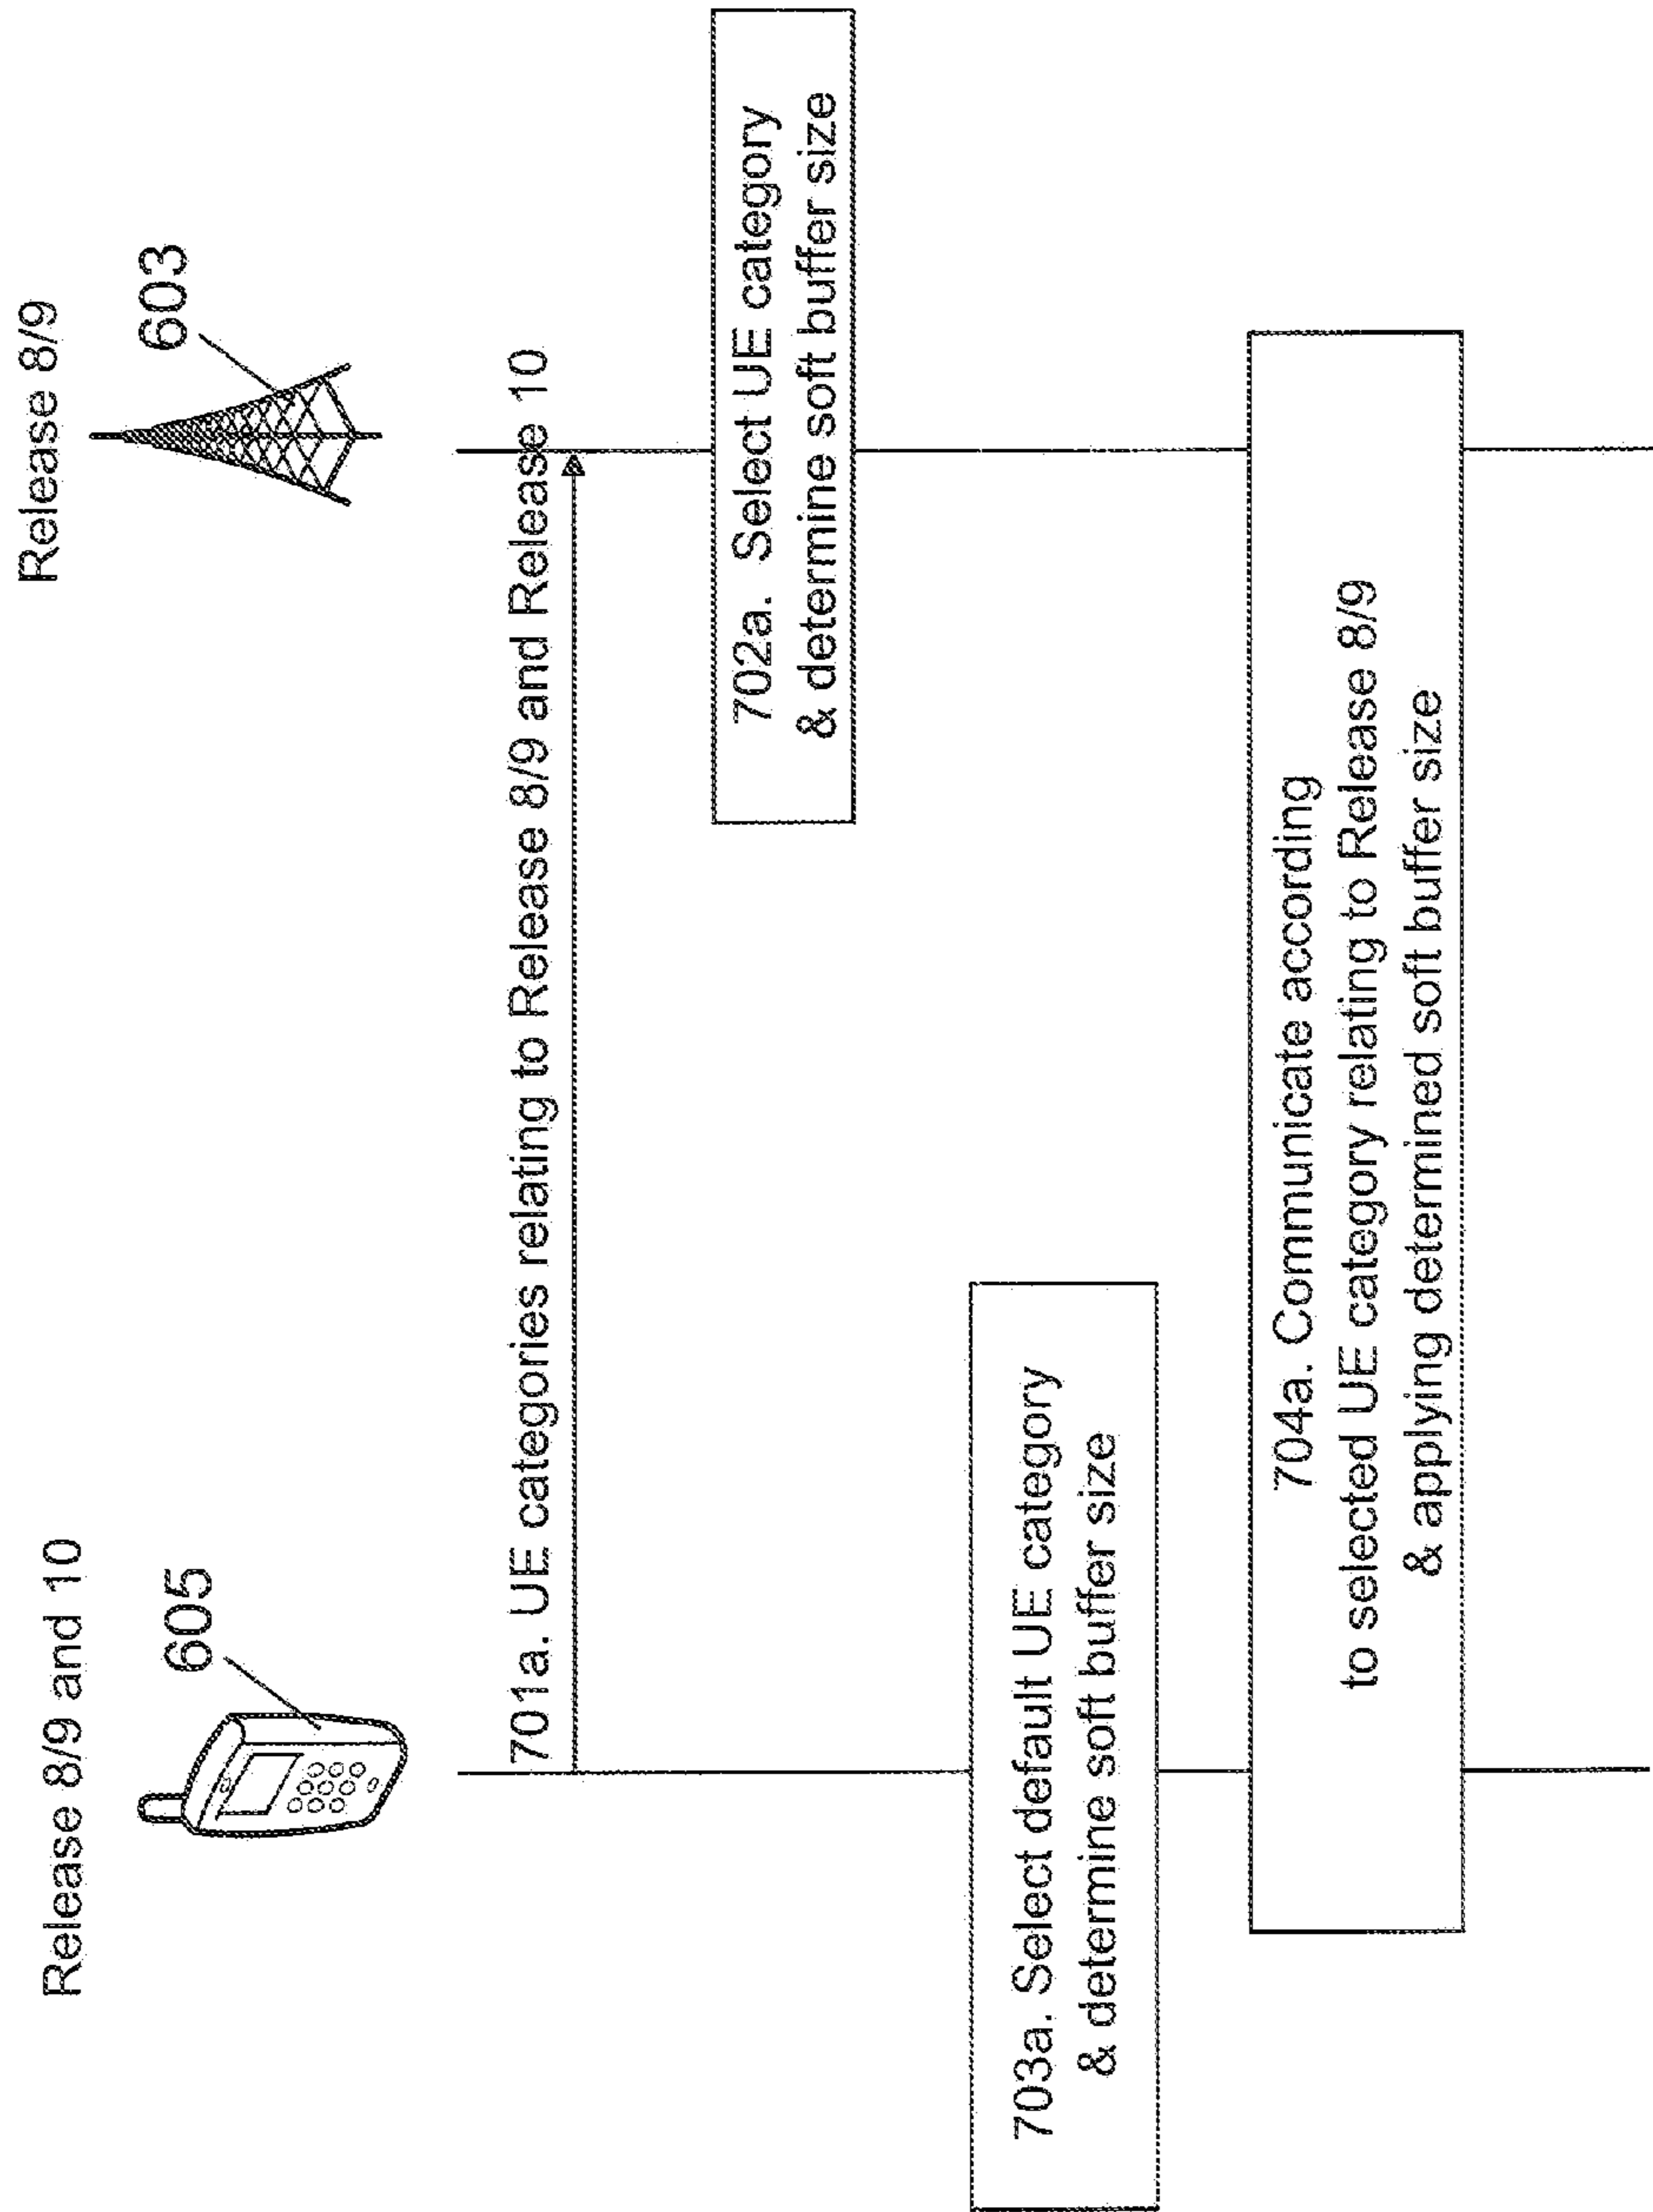 Release 8/9 and 10
605
Release 8/9
603
701a. UE categories relating to Release 8/9 and Release 10
702a. Select UE category
& determine soft buffer size
703a. Select default UE category
& determine soft buffer size
704a. Communicate according
to selected UE category relating to Release 8/9
& applying determined soft buffer size